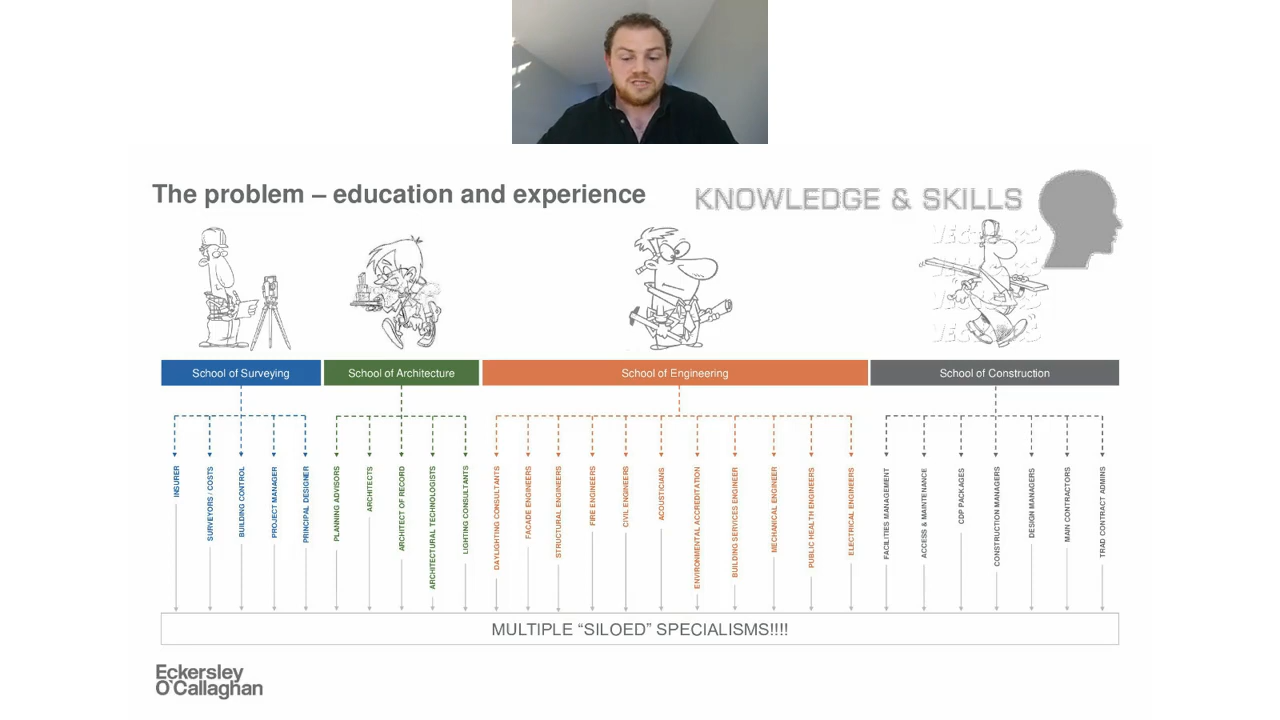 The problem – education and experience
KNOWLEDGE & SKILLS
VECTORS
VECTORS
VECTORS
VECTORS
School of Surveying
School of Architecture
School of Engineering
School of Construction
INSURER
SURVEYORS / COSTS
BUILDING CONTROL
PROJECT MANAGER
PRINCIPAL DESIGNER
PLANNING ADVISORS
ARCHITECTS
ARCHITECT OF RECORD
ARCHITECTURAL TECHNOLOGISTS
LIGHTING CONSULTANTS
DAYLIGHTING CONSULTANTS
FACADE ENGINEERS
STRUCTURAL ENGINEERS
FIRE ENGINEERS
CIVIL ENGINEERS
ACOUSTICIANS
ENVIRONMENTAL ACCREDITATION
BUILDING SERVICES ENGINEER
MECHANICAL ENGINEER
PUBLIC HEALTH ENGINEERS
ELECTRICAL ENGINEERS
FACILITIES MANAGEMENT
ACCESS & MAINTENANCE
CDP PACKAGES
CONSTRUCTION MANAGERS
DESIGN MANAGERS
MAIN CONTRACTORS
TRAD CONTRACT ADMINS
MULTIPLE “SILOED” SPECIALISMS!!!!
Eckersley
O'Callaghan